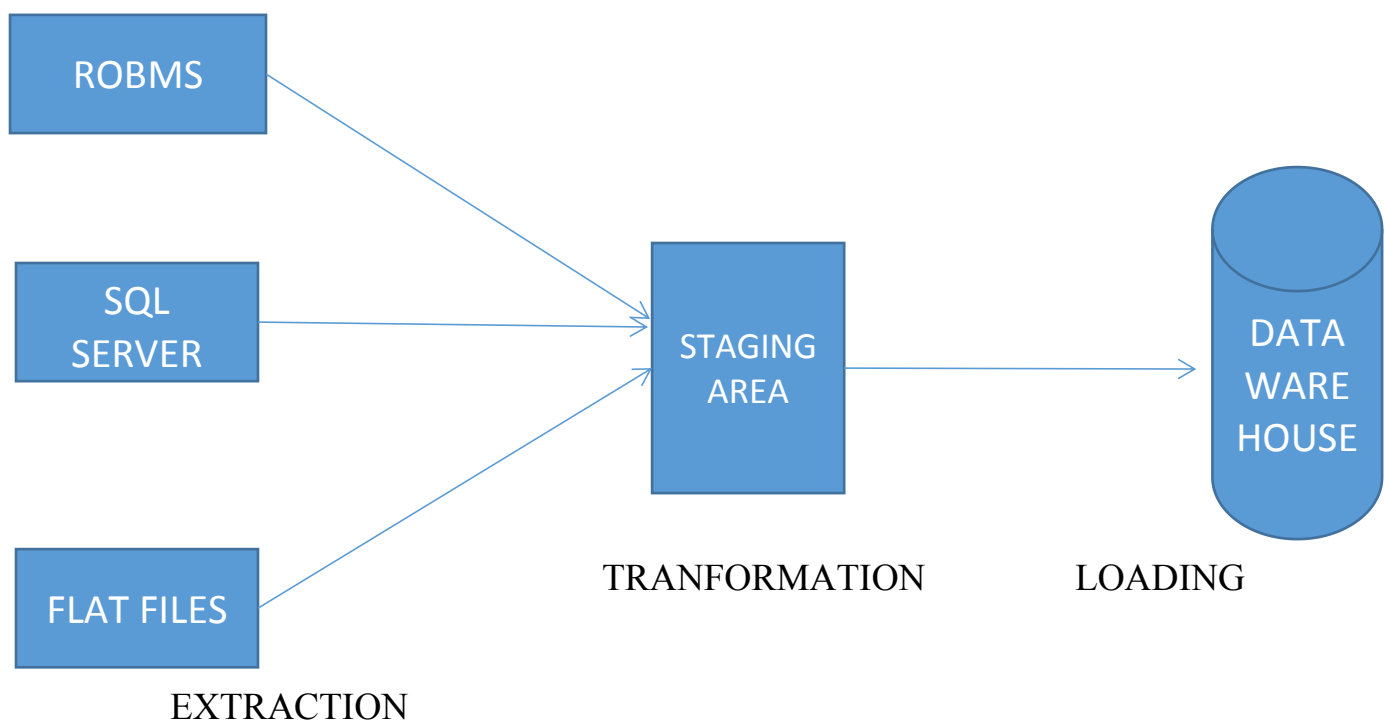 ROBMS
SQL
SERVER
STAGING
AREA
DATA
WARE
HOUSE
FLAT FILES
TRANFORMATION
LOADING
EXTRACTION